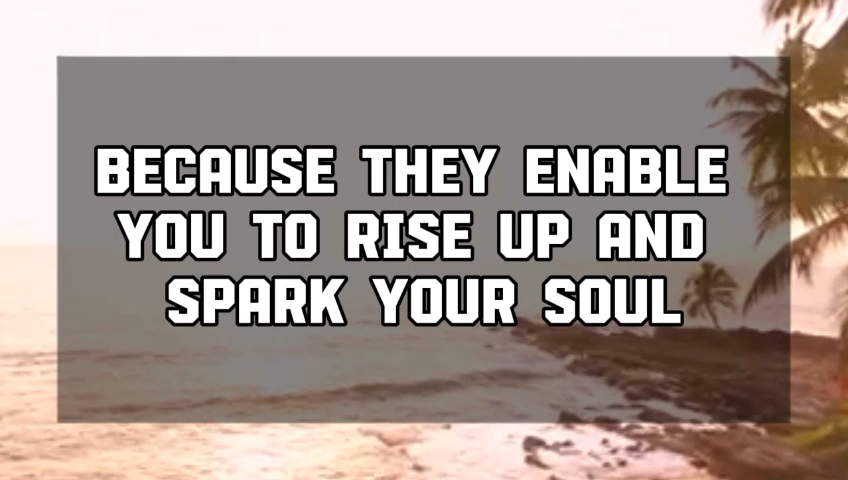 BECAUSE THEY ENABLE
YOU TO RISE UP AND
SPARK YOUR SOUL